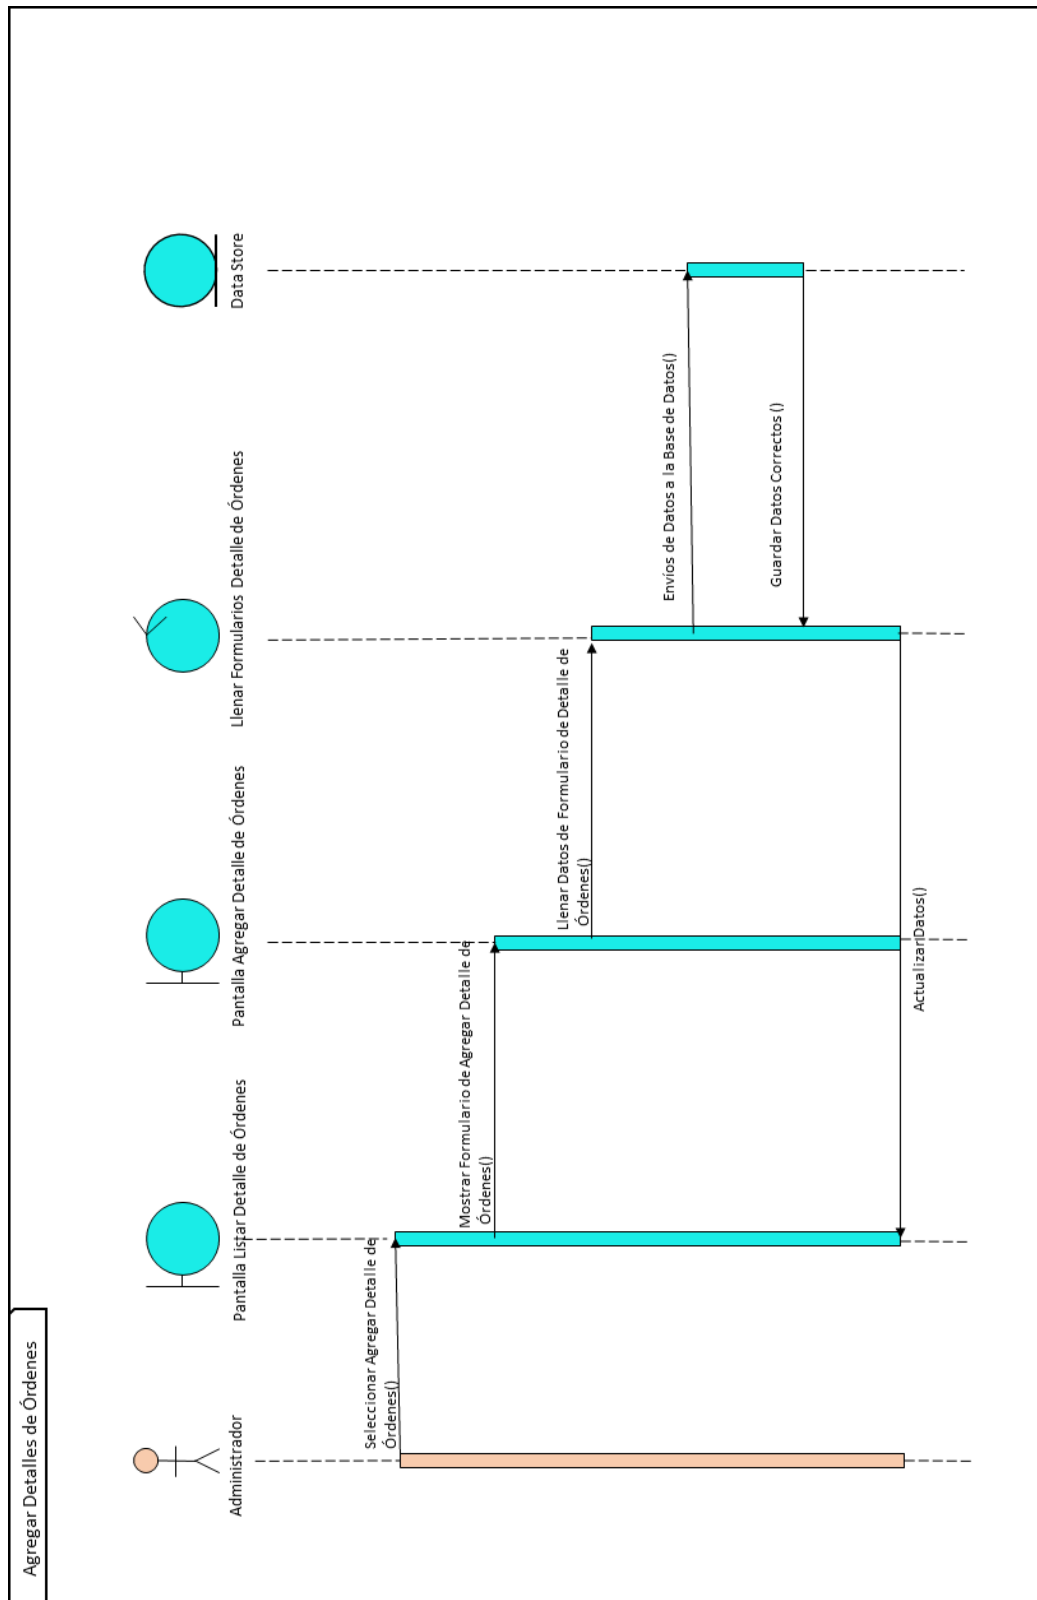 Agregar Detalles de Órdenes
Administrador
Pantalla Listar Detalle de Órdenes
Pantalla Agregar Detalle de Órdenes
Llenar Formularios Detalle de Órdenes
Data Store
Seleccionar Agregar Detalle de
Órdenes()
Mostrar Formulario de Agregar Detalle de
Órdenes()
Llenar Datos de Formulario de Detalle de
Órdenes()
Envíos de Datos a la Base de Datos()
Guardar Datos Correctos ()
Actualizar Datos()